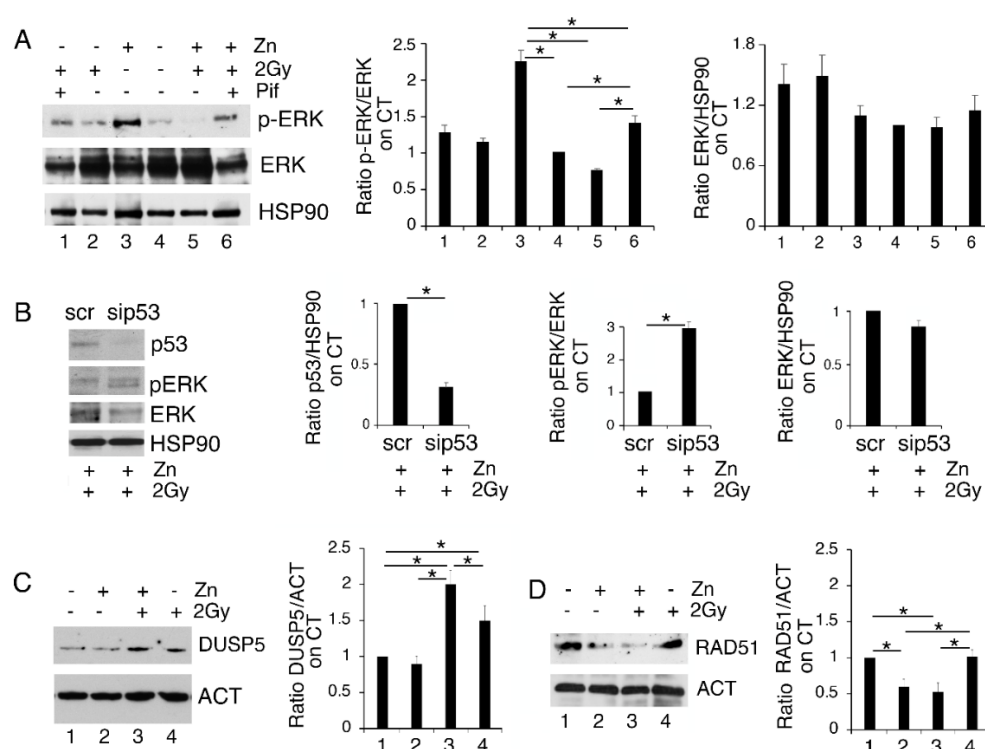 A
- - + - + + Zn
+ + - - + + 2Gy
+ - - - - + Pif
p-ERK
ERK
HSP90
1 2 3 4 5 6
Ratio p-ERK/ERK
on CT
2.5
2
1.5
1
0.5
0
* * * * *
1 2 3 4 5 6
Ratio ERK/HSP90
on CT
1.8
1.2
0.6
0
1 2 3 4 5 6
B
scr sip53
p53
pERK
ERK
HSP90
+ + Zn
+ + 2Gy
Ratio p53/HSP90
on CT
1
0.5
0
*
scr sip53
+ + Zn
+ + 2Gy
Ratio pERK/ERK
on CT
3
2
1
0
*
scr sip53
+ + Zn
+ + 2Gy
Ratio ERK/HSP90
on CT
1
0.5
0
scr sip53
+ + Zn
+ + 2Gy
C
- + + - Zn
- - + + 2Gy
DUSP5
ACT
1 2 3 4
Ratio DUSP5/ACT
on CT
2.5
2
1.5
1
0.5
0
* * * *
1 2 3 4
D
- + + - Zn
- - + + 2Gy
RAD51
ACT
1 2 3 4
Ratio RAD51/ACT
on CT
2.5
2
1.5
1
0.5
0
* * * *
1 2 3 4